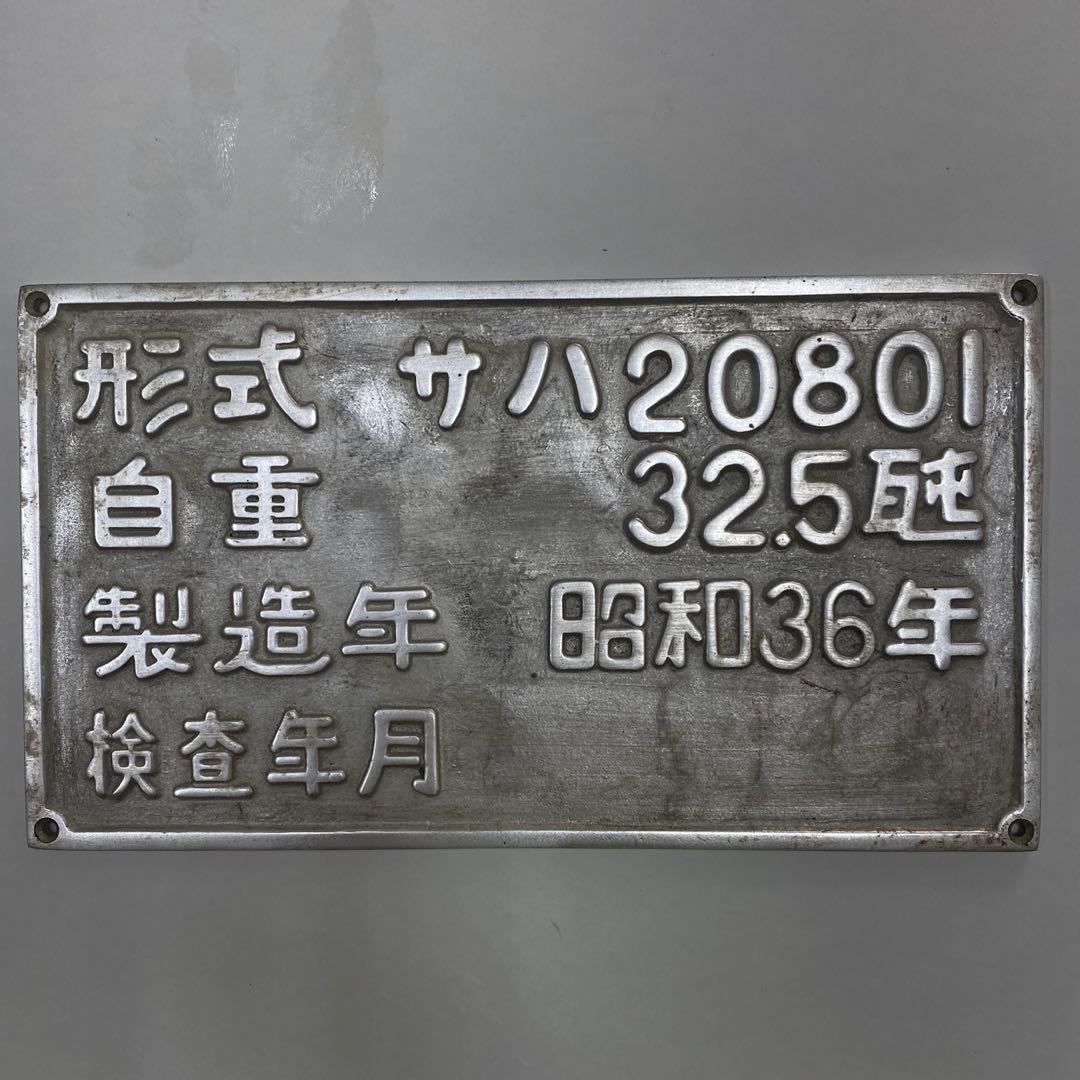 形式 サハ20801
自重 32.5瓲
製造年 昭和36年
検査年月